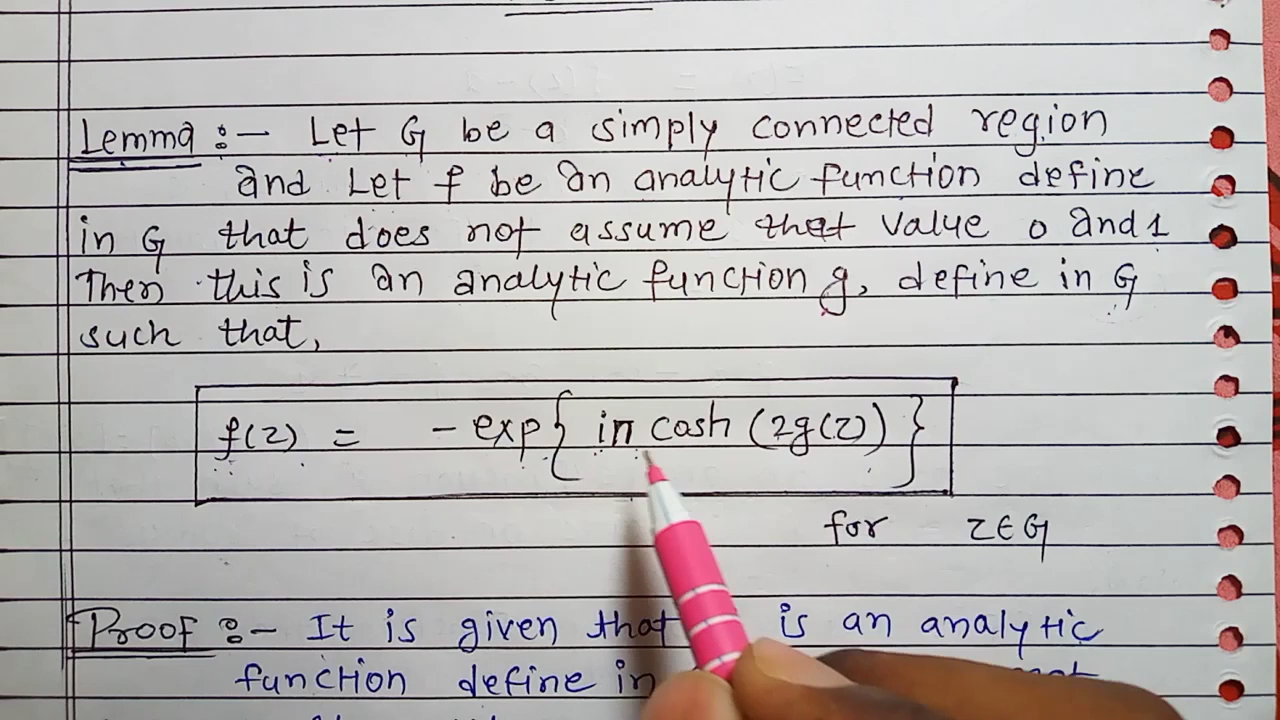 Lemma :- Let G be a simply connected region
and Let f be an analytic function define
in G that does not assume that value 0 and 1
Then this is an analytic function g, define in G
such that,
f(z) = - exp{ iπ cosh (2g(z)) }
for z∈G
Proof :- It is given that is an analytic
function define in